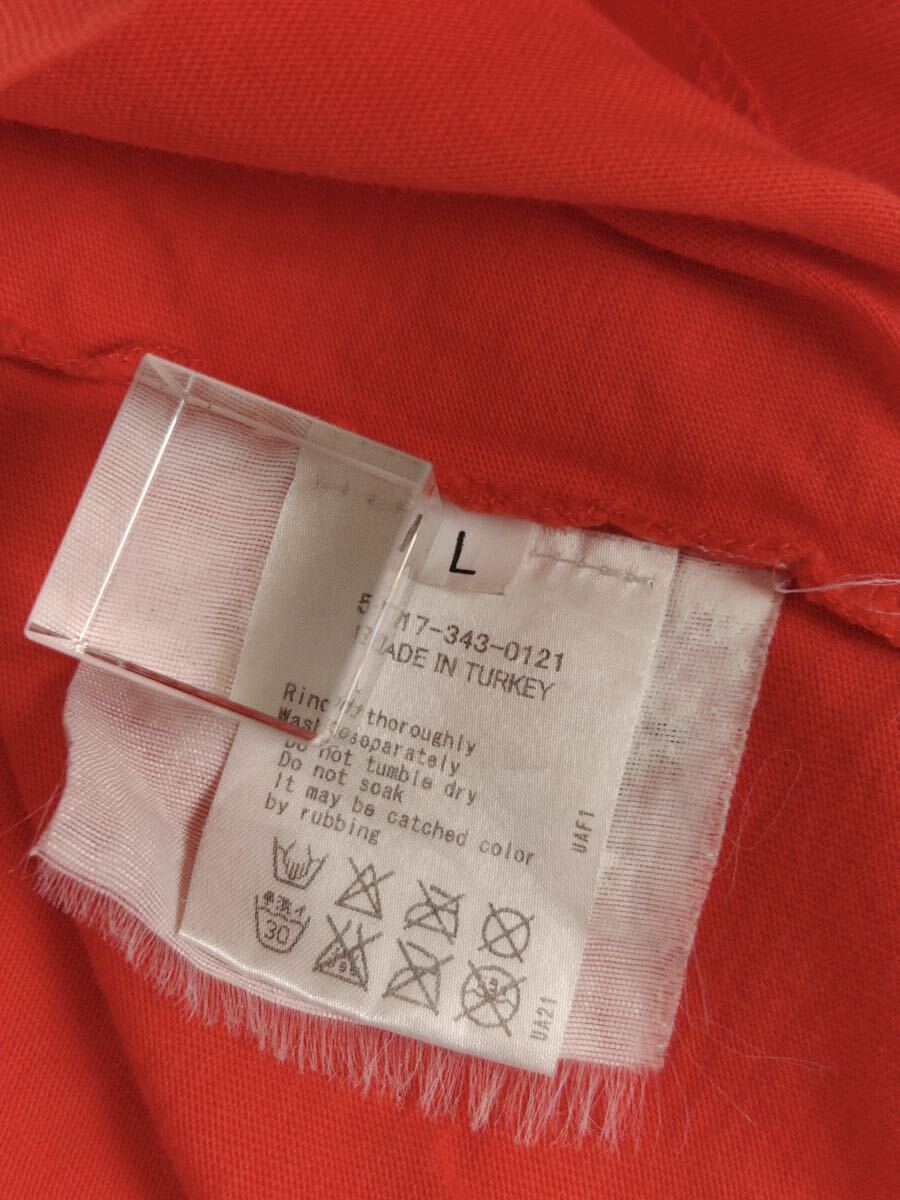 L
17-343-0121
MADE IN TURKEY
thoroughly
separately
Do not tumble dry
Do not soak
It may be catched color
by rubbing
UAF1
30
UA21